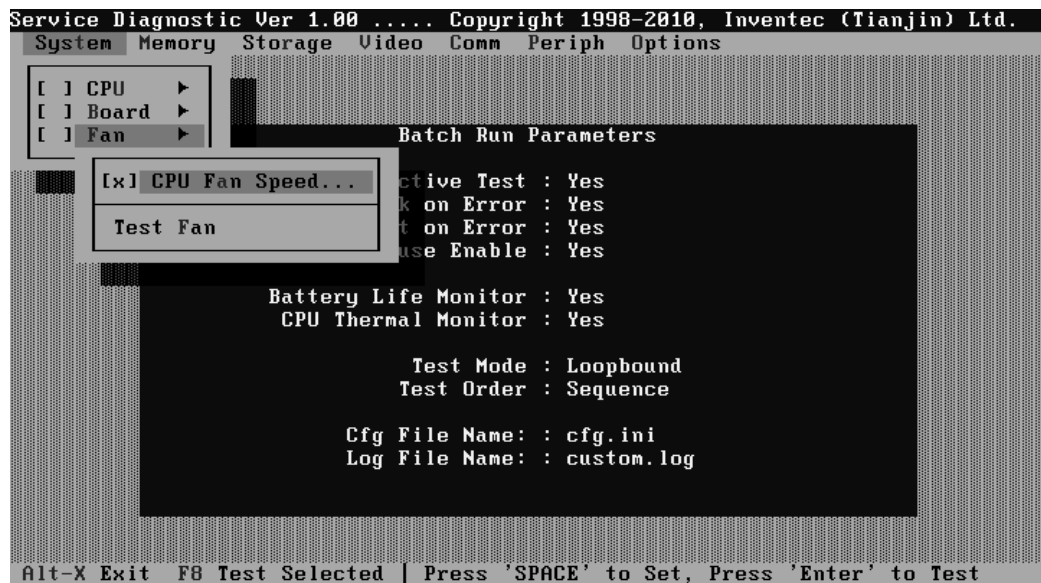 Service Diagnostic Ver 1.00 ..... Copyright 1998-2010, Inventec (Tianjin) Ltd.
System Memory Storage Video Comm Periph Options
[ ] CPU ►
[ ] Board ►
[ ] Fan ►
[x] CPU Fan Speed...
Test Fan
Batch Run Parameters
ctive Test : Yes
k on Error : Yes
t on Error : Yes
use Enable : Yes
Battery Life Monitor : Yes
CPU Thermal Monitor : Yes
Test Mode : Loopbound
Test Order : Sequence
Cfg File Name: : cfg.ini
Log File Name: : custom.log
Alt-X Exit F8 Test Selected | Press 'SPACE' to Set, Press 'Enter' to Test